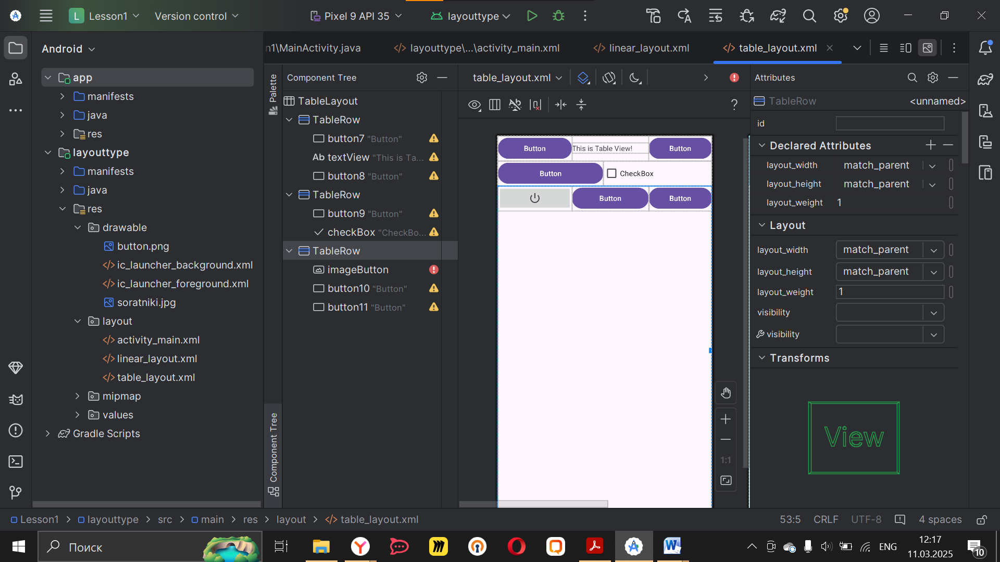 L Lesson1 Version control Pixel 9 API 35 layouttype
Android
n1\MainActivity.java layouttype\...\activity_main.xml linear_layout.xml table_layout.xml
app
manifests
java
res
layouttype
manifests
java
res
drawable
button.png
ic_launcher_background.xml
ic_launcher_foreground.xml
soratniki.jpg
layout
activity_main.xml
linear_layout.xml
table_layout.xml
mipmap
values
Gradle Scripts
Palette
Component Tree
Component Tree
TableLayout
TableRow
button7 "Button"
Ab textView "This is Ta...
button8 "Button"
TableRow
button9 "Button"
checkBox "CheckBo...
TableRow
imageButton
button10 "Button"
button11 "Button"
table_layout.xml
?
Button This is Table View! Button
Button CheckBox
Button Button
1:1
Attributes
TableRow <unnamed>
id
Declared Attributes
layout_width match_parent
layout_height match_parent
layout_weight 1
Layout
layout_width match_parent
layout_height match_parent
layout_weight 1
visibility
visibility
Transforms
View
Lesson1 > layouttype > src > main > res > layout > table_layout.xml 53:5 CRLF UTF-8 4 spaces
Поиск
ENG
12:17
11.03.2025
10